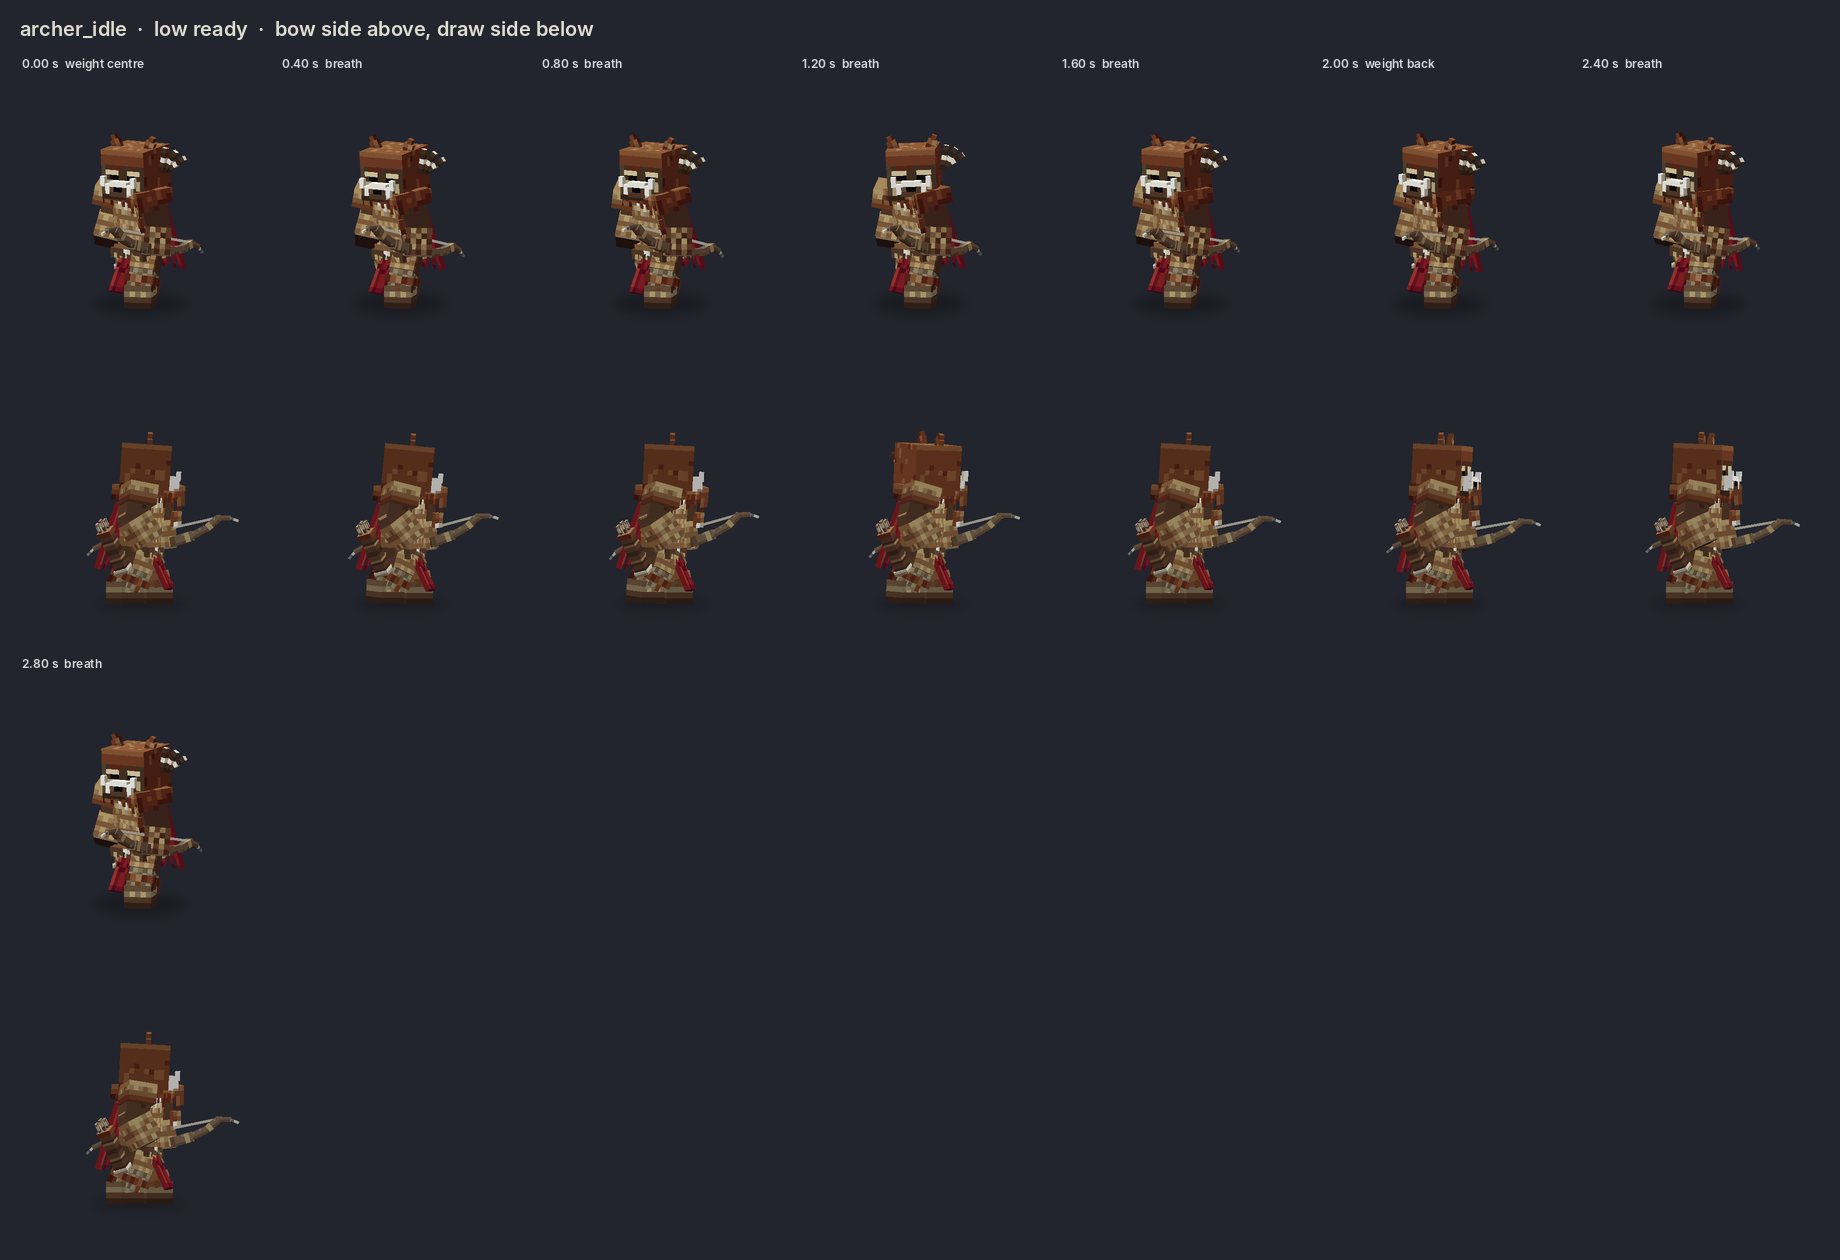 archer_idle · low ready · bow side above, draw side below
0.00 s weight centre
0.40 s breath
0.80 s breath
1.20 s breath
1.60 s breath
2.00 s weight back
2.40 s breath
2.80 s breath